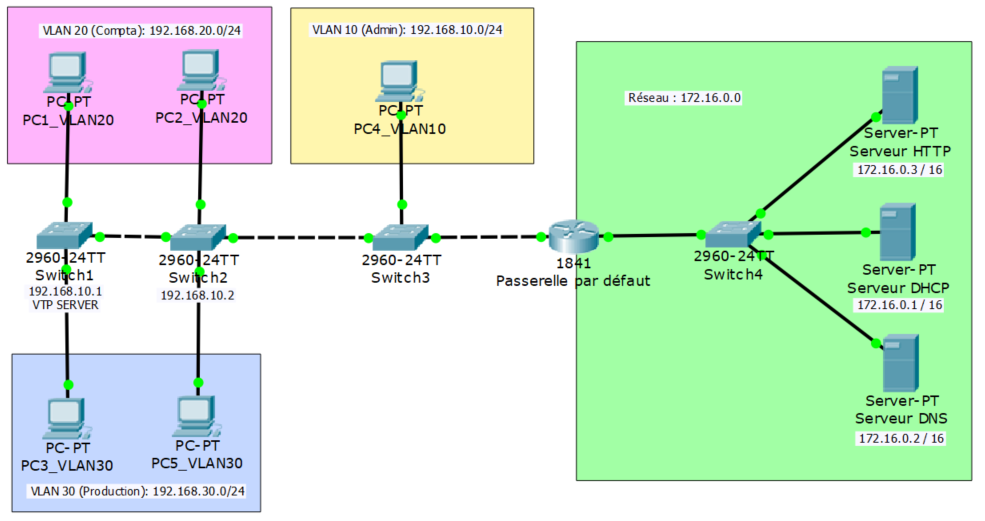 VLAN 20 (Compta): 192.168.20.0/24
PC-PT
PC1_VLAN20
PC-PT
PC2_VLAN20
VLAN 10 (Admin): 192.168.10.0/24
PC-PT
PC4_VLAN10
Réseau : 172.16.0.0
Server-PT
Serveur HTTP
172.16.0.3 / 16
2960-24TT
Switch1
192.168.10.1
VTP SERVER
2960-24TT
Switch2
192.168.10.2
2960-24TT
Switch3
1841
Passerelle par défaut
2960-24TT
Switch4
Server-PT
Serveur DHCP
172.16.0.1 / 16
Server-PT
Serveur DNS
172.16.0.2 / 16
PC-PT
PC3_VLAN30
PC-PT
PC5_VLAN30
VLAN 30 (Production): 192.168.30.0/24